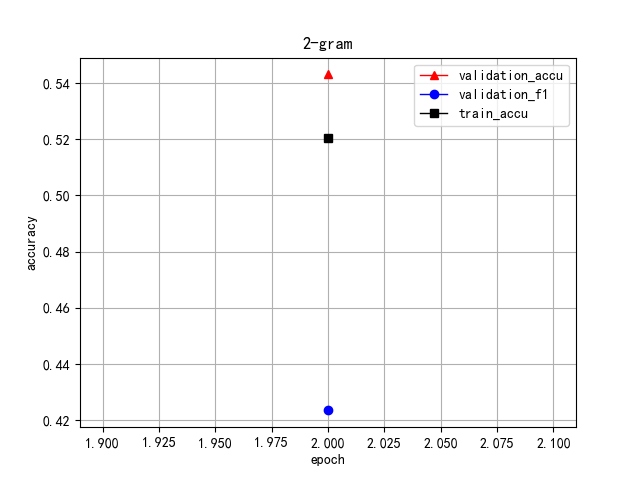 2-gram
validation_accu
validation_f1
train_accu
accuracy
0.54
0.52
0.50
0.48
0.46
0.44
0.42
1.900 1.925 1.950 1.975 2.000 2.025 2.050 2.075 2.100
epoch